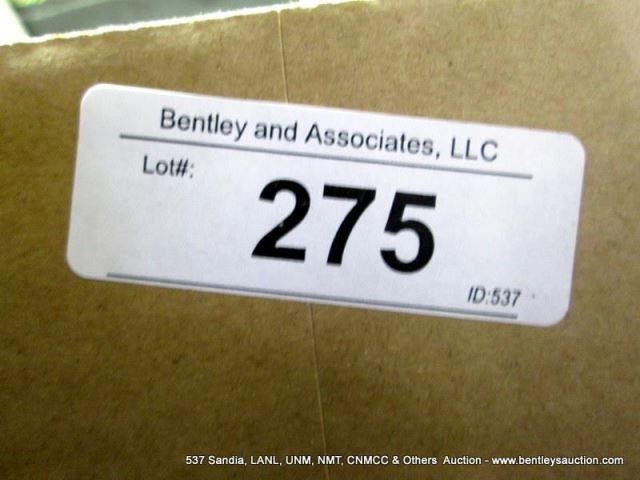 Bentley and Associates, LLC
Lot#:
275
ID:537
537 Sandia, LANL, UNM, NMT, CNMCC & Others Auction - www.bentleysauction.com